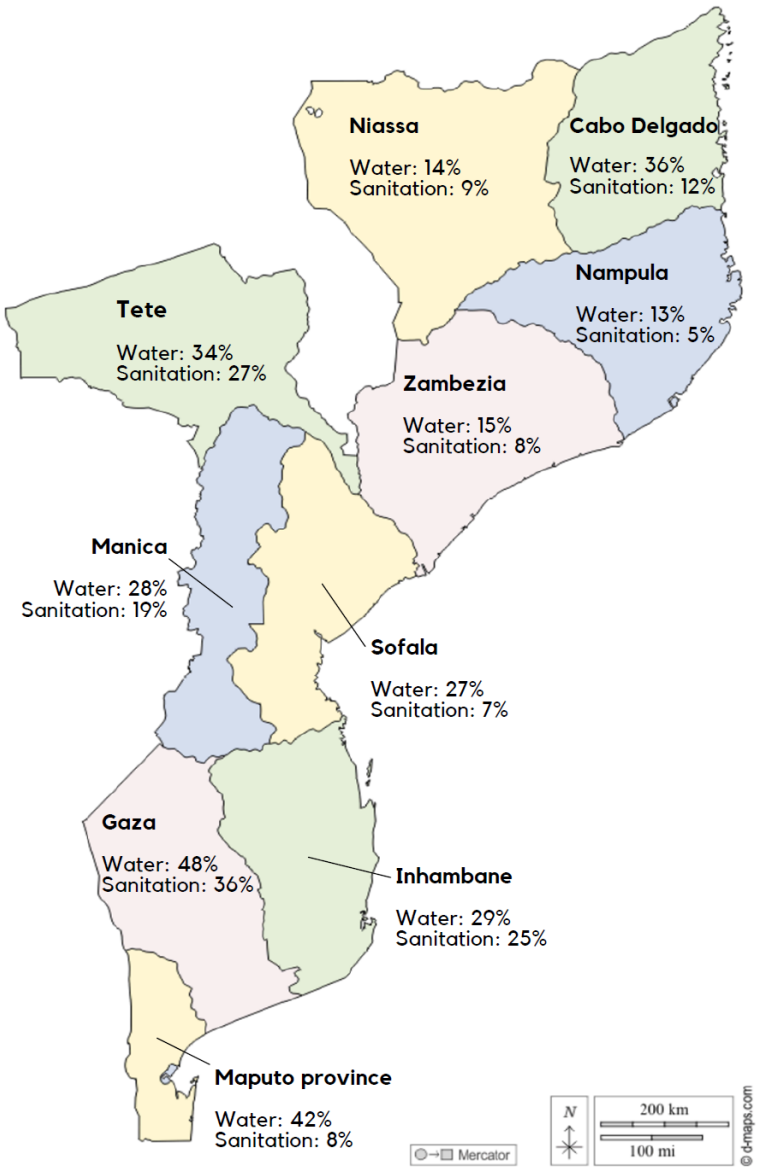 Niassa
Water: 14%
Sanitation: 9%
Cabo Delgado
Water: 36%
Sanitation: 12%
Nampula
Water: 13%
Sanitation: 5%
Tete
Water: 34%
Sanitation: 27%
Zambezia
Water: 15%
Sanitation: 8%
Manica
Water: 28%
Sanitation: 19%
Sofala
Water: 27%
Sanitation: 7%
Gaza
Water: 48%
Sanitation: 36%
Inhambane
Water: 29%
Sanitation: 25%
Maputo province
Water: 42%
Sanitation: 8%
Mercator
N
200 km
100 mi
© d-maps.com